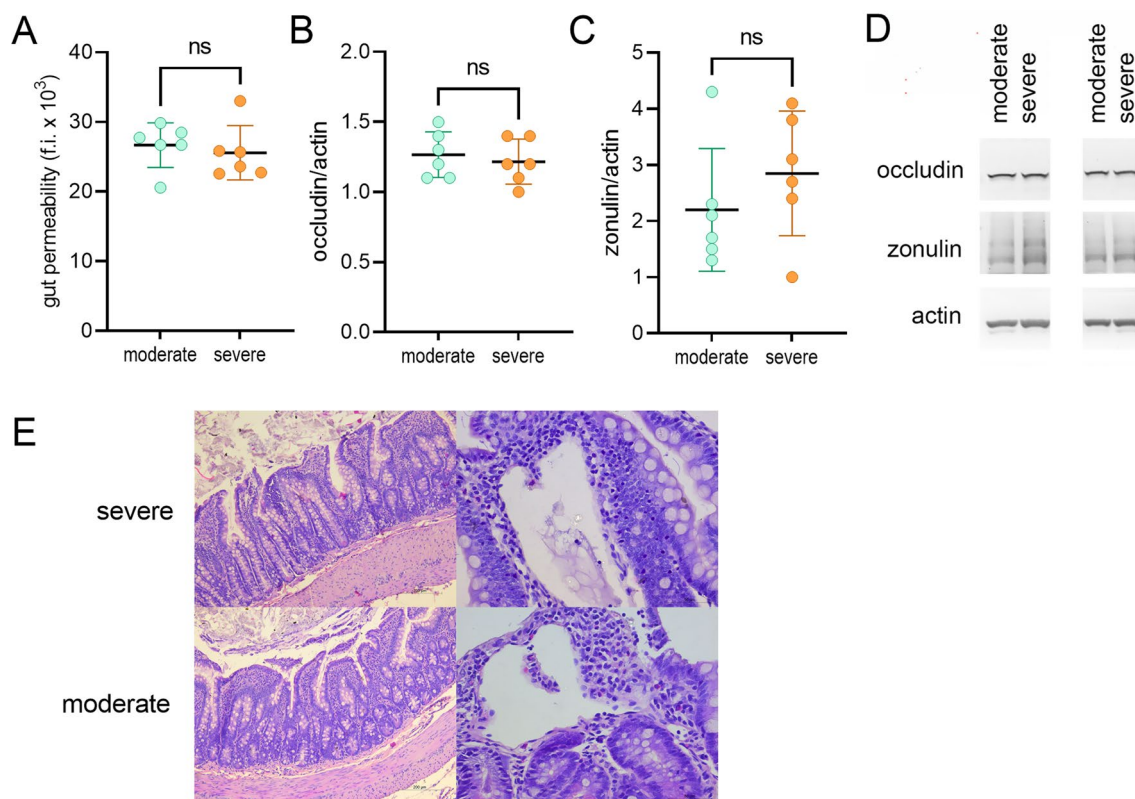 A
gut permeability (f.i. x 10³)
40
30
20
10
0
ns
moderate severe
B
occludin/actin
2.0
1.5
1.0
0.5
0.0
ns
moderate severe
C
zonulin/actin
5
4
3
2
1
0
ns
moderate severe
D
moderate
severe
moderate
severe
occludin
zonulin
actin
E
severe
moderate